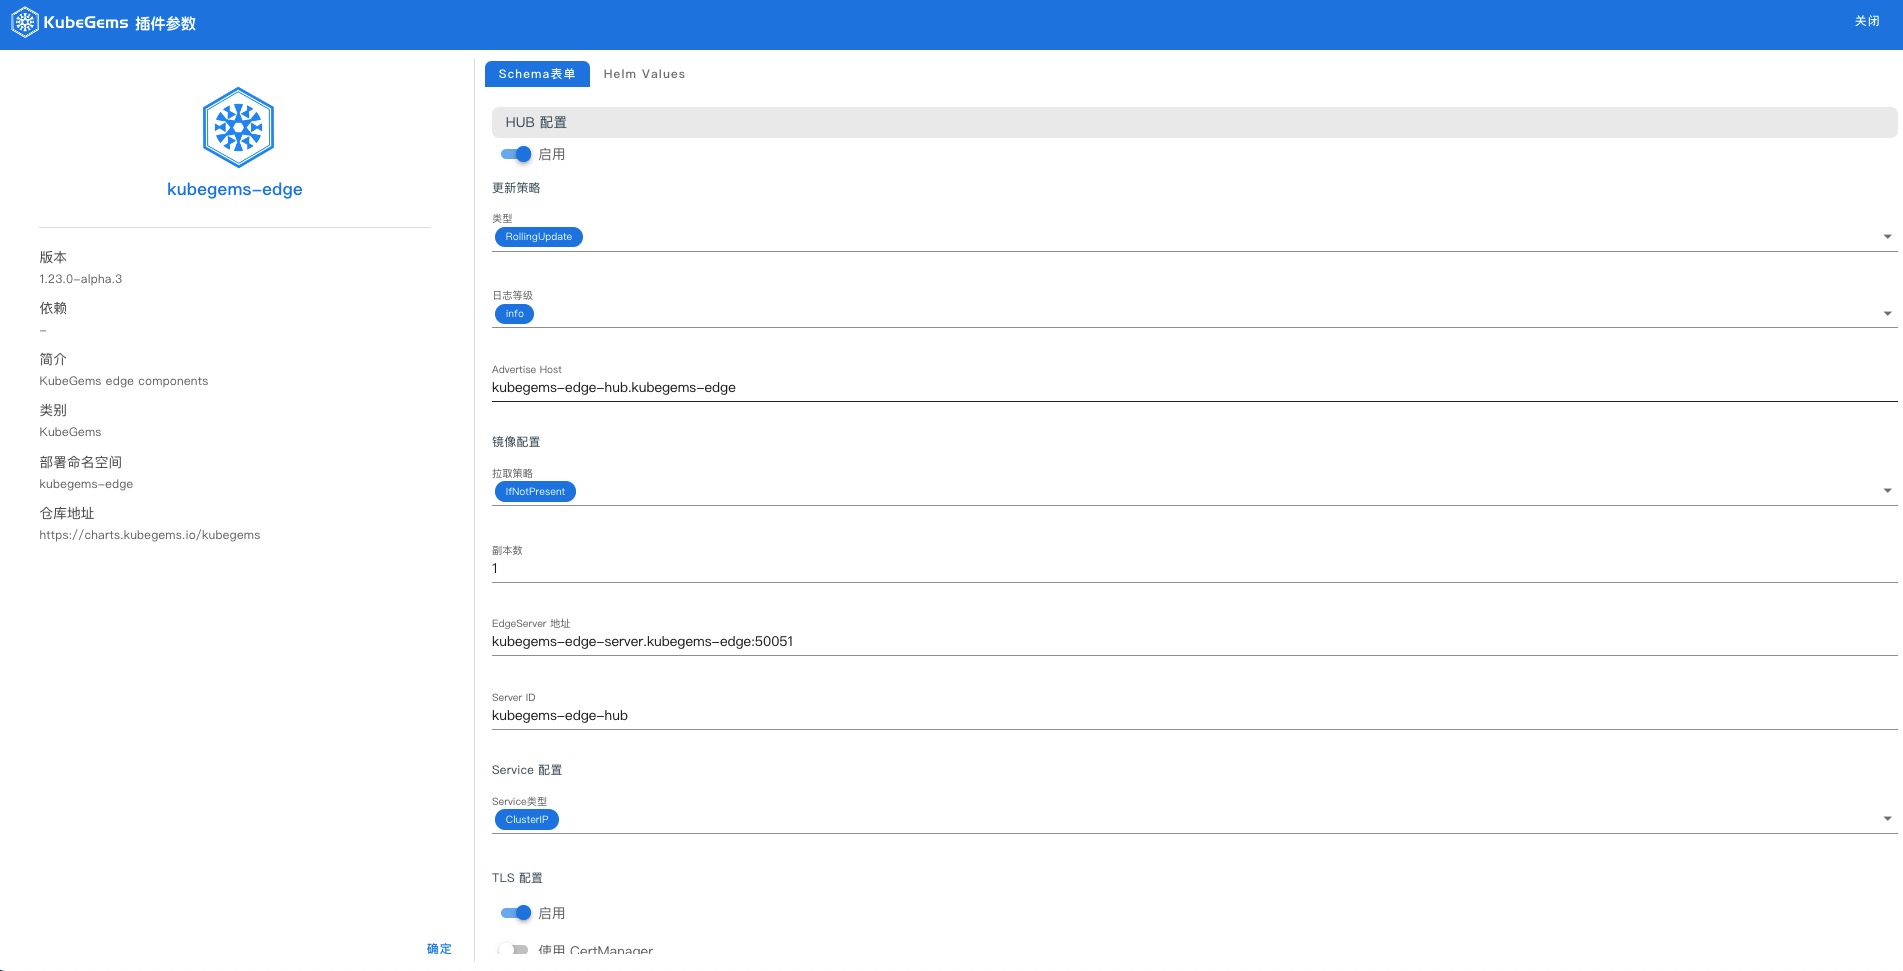 KubeGems 插件参数
关闭
kubegems-edge
版本
1.23.0-alpha.3
依赖
-
简介
KubeGems edge components
类别
KubeGems
部署命名空间
kubegems-edge
仓库地址
https://charts.kubegems.io/kubegems
确定
Schema表单 Helm Values
HUB 配置
启用
更新策略
类型
RollingUpdate
日志等级
info
Advertise Host
kubegems-edge-hub.kubegems-edge
镜像配置
拉取策略
IfNotPresent
副本数
1
EdgeServer 地址
kubegems-edge-server.kubegems-edge:50051
Server ID
kubegems-edge-hub
Service 配置
Service类型
ClusterIP
TLS 配置
启用
使用 CertManager